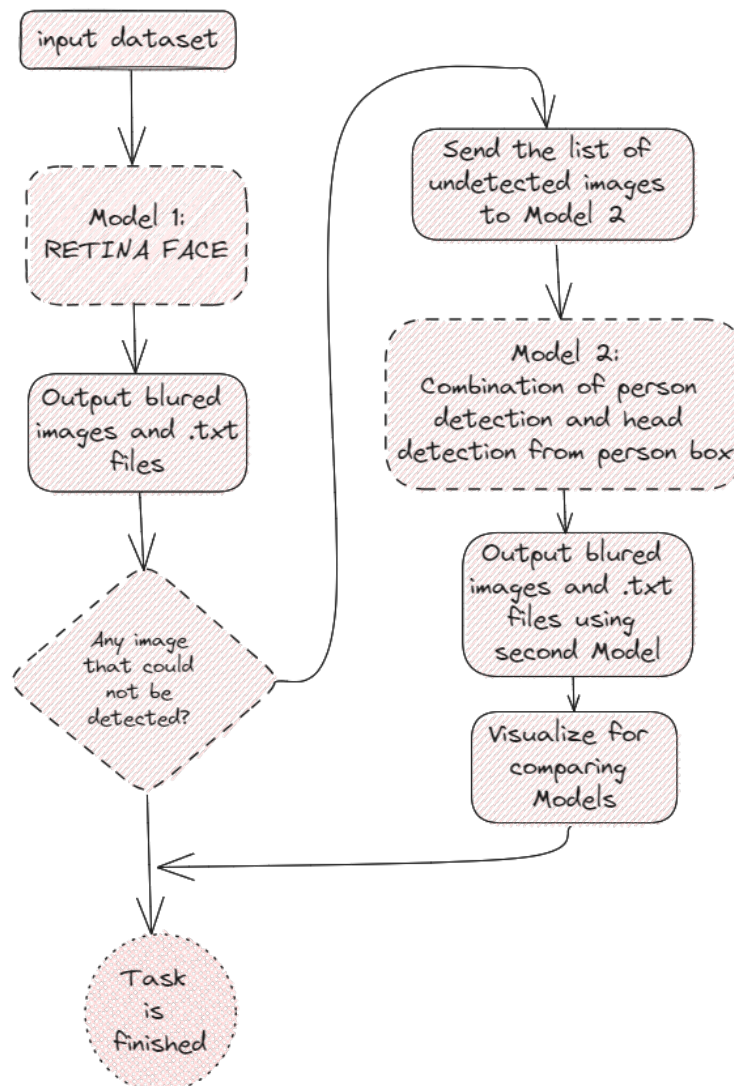 input dataset
Model 1:
RETINA FACE
Output blured
images and .txt
files
Any image
that could
not be
detected?
Send the list of
undetected images
to Model 2
Model 2:
Combination of person
detection and head
detection from person box
Output blured
images and .txt
files using
second Model
Visualize for
comparing
Models
Task
is
finished